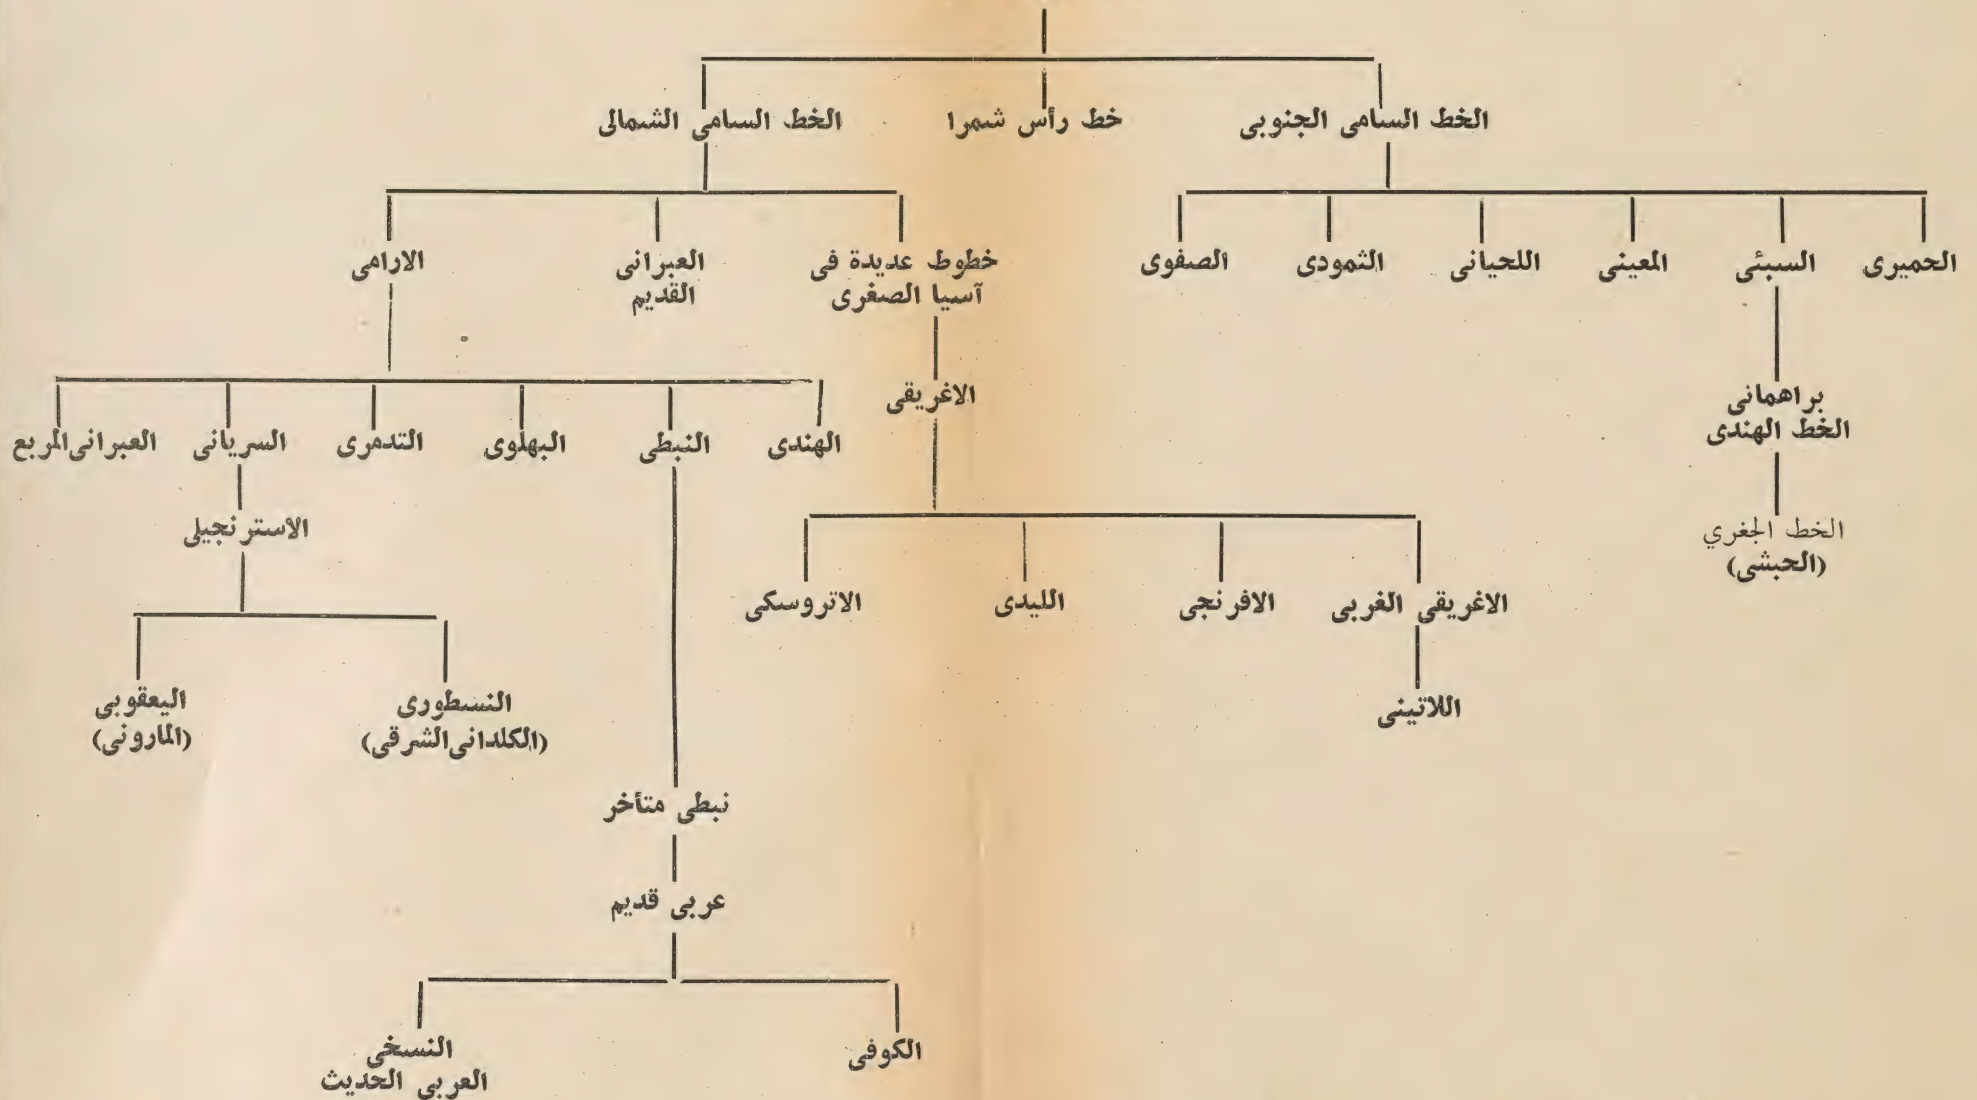 الخط السامى الجنوبى
خط رأس شمرا
الخط السامى الشمالى
الحميرى
السبئى
المعينى
اللحيانى
الثمودى
الصفوى
خطوط عديدة فى
آسيا الصغرى
العبرانى
القديم
الارامى
براهمانى
الخط الهندى
الاغريقى
الهندى
النبطى
البهلوى
التدمرى
السريانى
العبرانى المربع
الخط الجغري
(الحبشى)
الاسترنجيلى
الاغريقى الغربى
الافرنجى
الليدى
الاتروسكى
اللاتينى
النسطورى
(الكلدانى الشرقى)
اليعقوبى
(المارونى)
نبطى متأخر
عربى قديم
الكوفى
النسخى
العربى الحديث